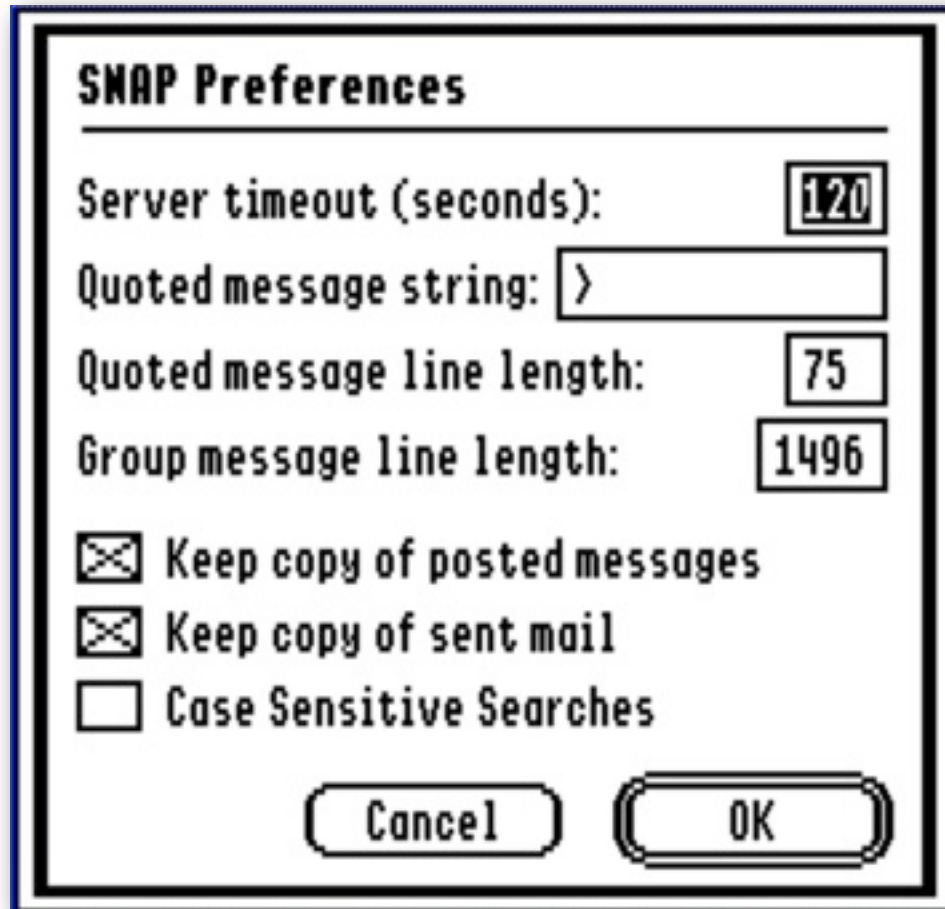 SNAP Preferences
Server timeout (seconds): 120
Quoted message string: >
Quoted message line length: 75
Group message line length: 1496
Keep copy of posted messages
Keep copy of sent mail
Case Sensitive Searches
Cancel OK